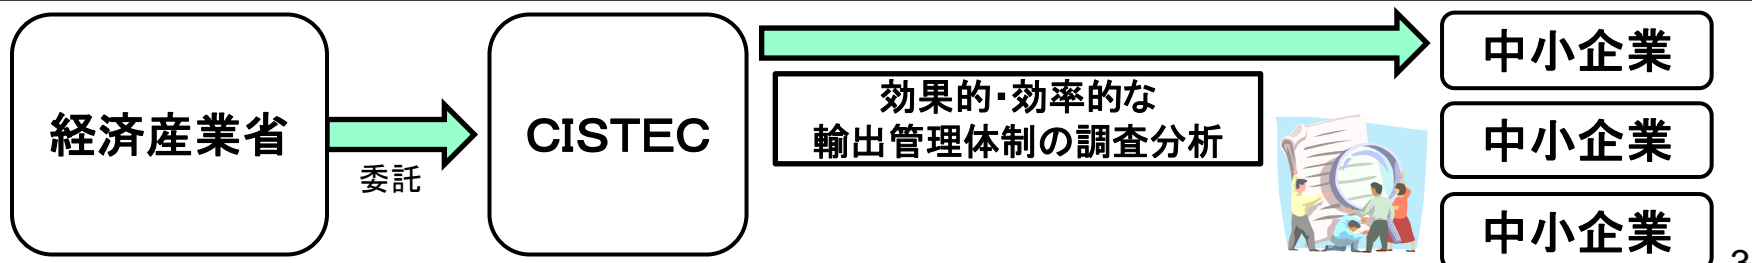 経済産業省
委託
CISTEC
効果的・効率的な
輸出管理体制の調査分析
中小企業
中小企業
中小企業